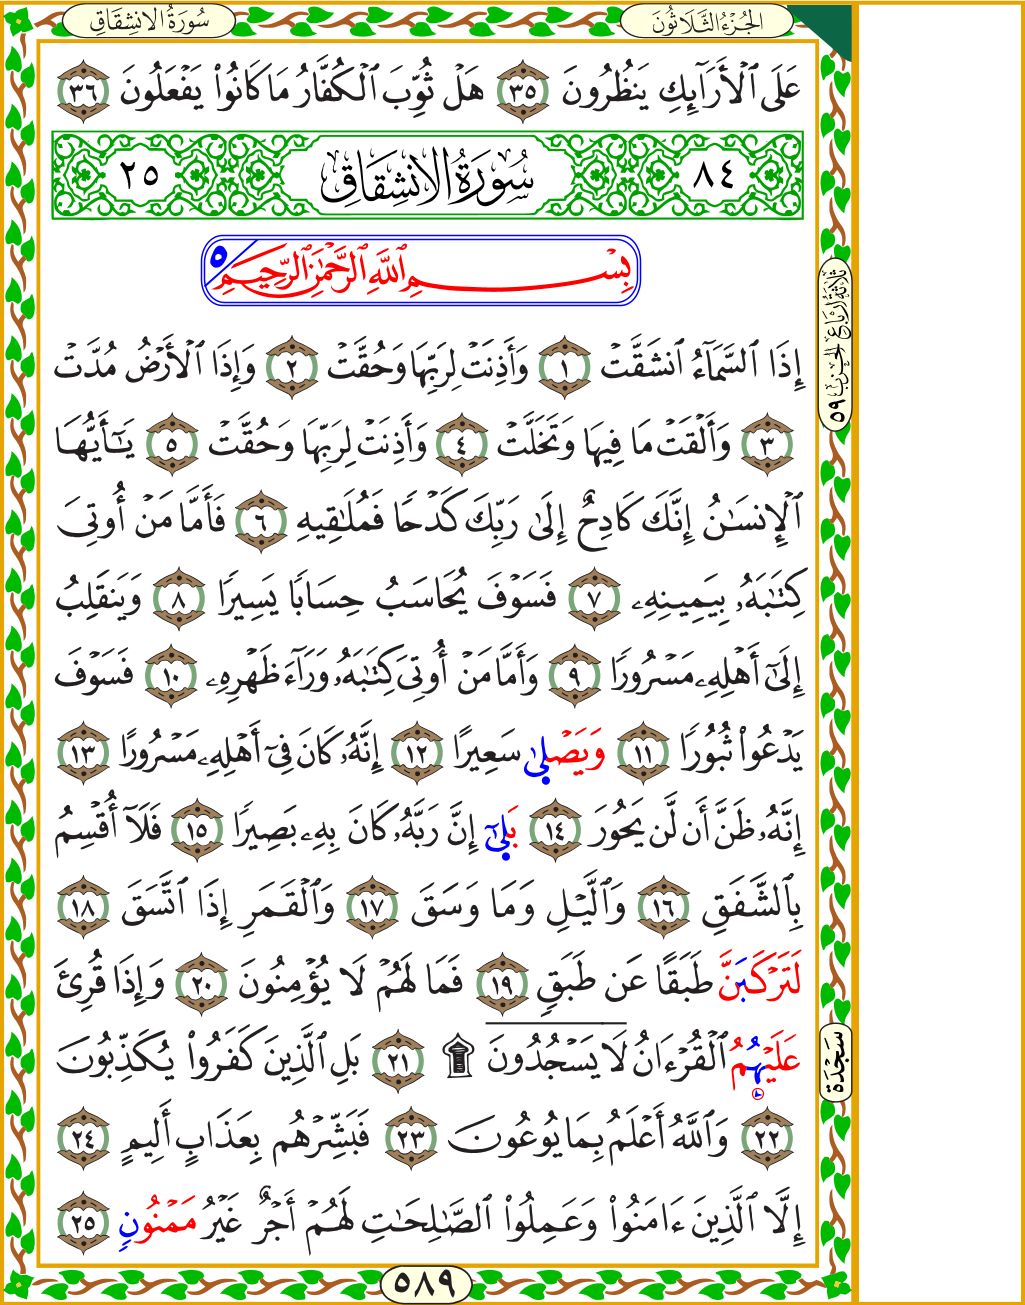 سُورَةُ الِانشِقَاقِ
الجُزْءُ الثَّلَاثُونَ
عَلَى ٱلْأَرَآئِكِ يَنظُرُونَ ٣٥ هَلْ ثُوِّبَ ٱلْكُفَّارُ مَا كَانُوا۟ يَفْعَلُونَ ٣٦
٨٤ سُورَةُ الِانشِقَاقِ ٢٥
بِسْمِ ٱللَّهِ ٱلرَّحْمَٰنِ ٱلرَّحِيمِ ٥
إِذَا ٱلسَّمَآءُ ٱنشَقَّتْ ١ وَأَذِنَتْ لِرَبِّهَا وَحُقَّتْ ٢ وَإِذَا ٱلْأَرْضُ مُدَّتْ
٣ وَأَلْقَتْ مَا فِيهَا وَتَخَلَّتْ ٤ وَأَذِنَتْ لِرَبِّهَا وَحُقَّتْ ٥ يَٰٓأَيُّهَا
ٱلْإِنسَٰنُ إِنَّكَ كَادِحٌ إِلَىٰ رَبِّكَ كَدْحًا فَمُلَٰقِيهِ ٦ فَأَمَّا مَنْ أُوتِىَ
كِتَٰبَهُۥ بِيَمِينِهِۦ ٧ فَسَوْفَ يُحَاسَبُ حِسَابًا يَسِيرًا ٨ وَيَنقَلِبُ
إِلَىٰٓ أَهْلِهِۦ مَسْرُورًا ٩ وَأَمَّا مَنْ أُوتِىَ كِتَٰبَهُۥ وَرَآءَ ظَهْرِهِۦ ١٠ فَسَوْفَ
يَدْعُوا۟ ثُبُورًا ١١ وَيَصْلَىٰ سَعِيرًا ١٢ إِنَّهُۥ كَانَ فِىٓ أَهْلِهِۦ مَسْرُورًا ١٣
إِنَّهُۥ ظَنَّ أَن لَّن يَحُورَ ١٤ بَلَىٰٓ إِنَّ رَبَّهُۥ كَانَ بِهِۦ بَصِيرًا ١٥ فَلَآ أُقْسِمُ
بِٱلشَّفَقِ ١٦ وَٱلَّيْلِ وَمَا وَسَقَ ١٧ وَٱلْقَمَرِ إِذَا ٱتَّسَقَ ١٨
لَتَرْكَبَنَّ طَبَقًا عَن طَبَقٍ ١٩ فَمَا لَهُمْ لَا يُؤْمِنُونَ ٢٠ وَإِذَا قُرِئَ
عَلَيْهِمُ ٱلْقُرْءَانُ لَا يَسْجُدُونَ ۩ ٢١ بَلِ ٱلَّذِينَ كَفَرُوا۟ يُكَذِّبُونَ
٢٢ وَٱللَّهُ أَعْلَمُ بِمَا يُوعُونَ ٢٣ فَبَشِّرْهُم بِعَذَابٍ أَلِيمٍ ٢٤
إِلَّا ٱلَّذِينَ ءَامَنُوا۟ وَعَمِلُوا۟ ٱلصَّٰلِحَٰتِ لَهُمْ أَجْرٌ غَيْرُ مَمْنُونٍۭ ٢٥
ثلاثة أرباع الحزب ٥٩
سَجْدَة
٥٨٩